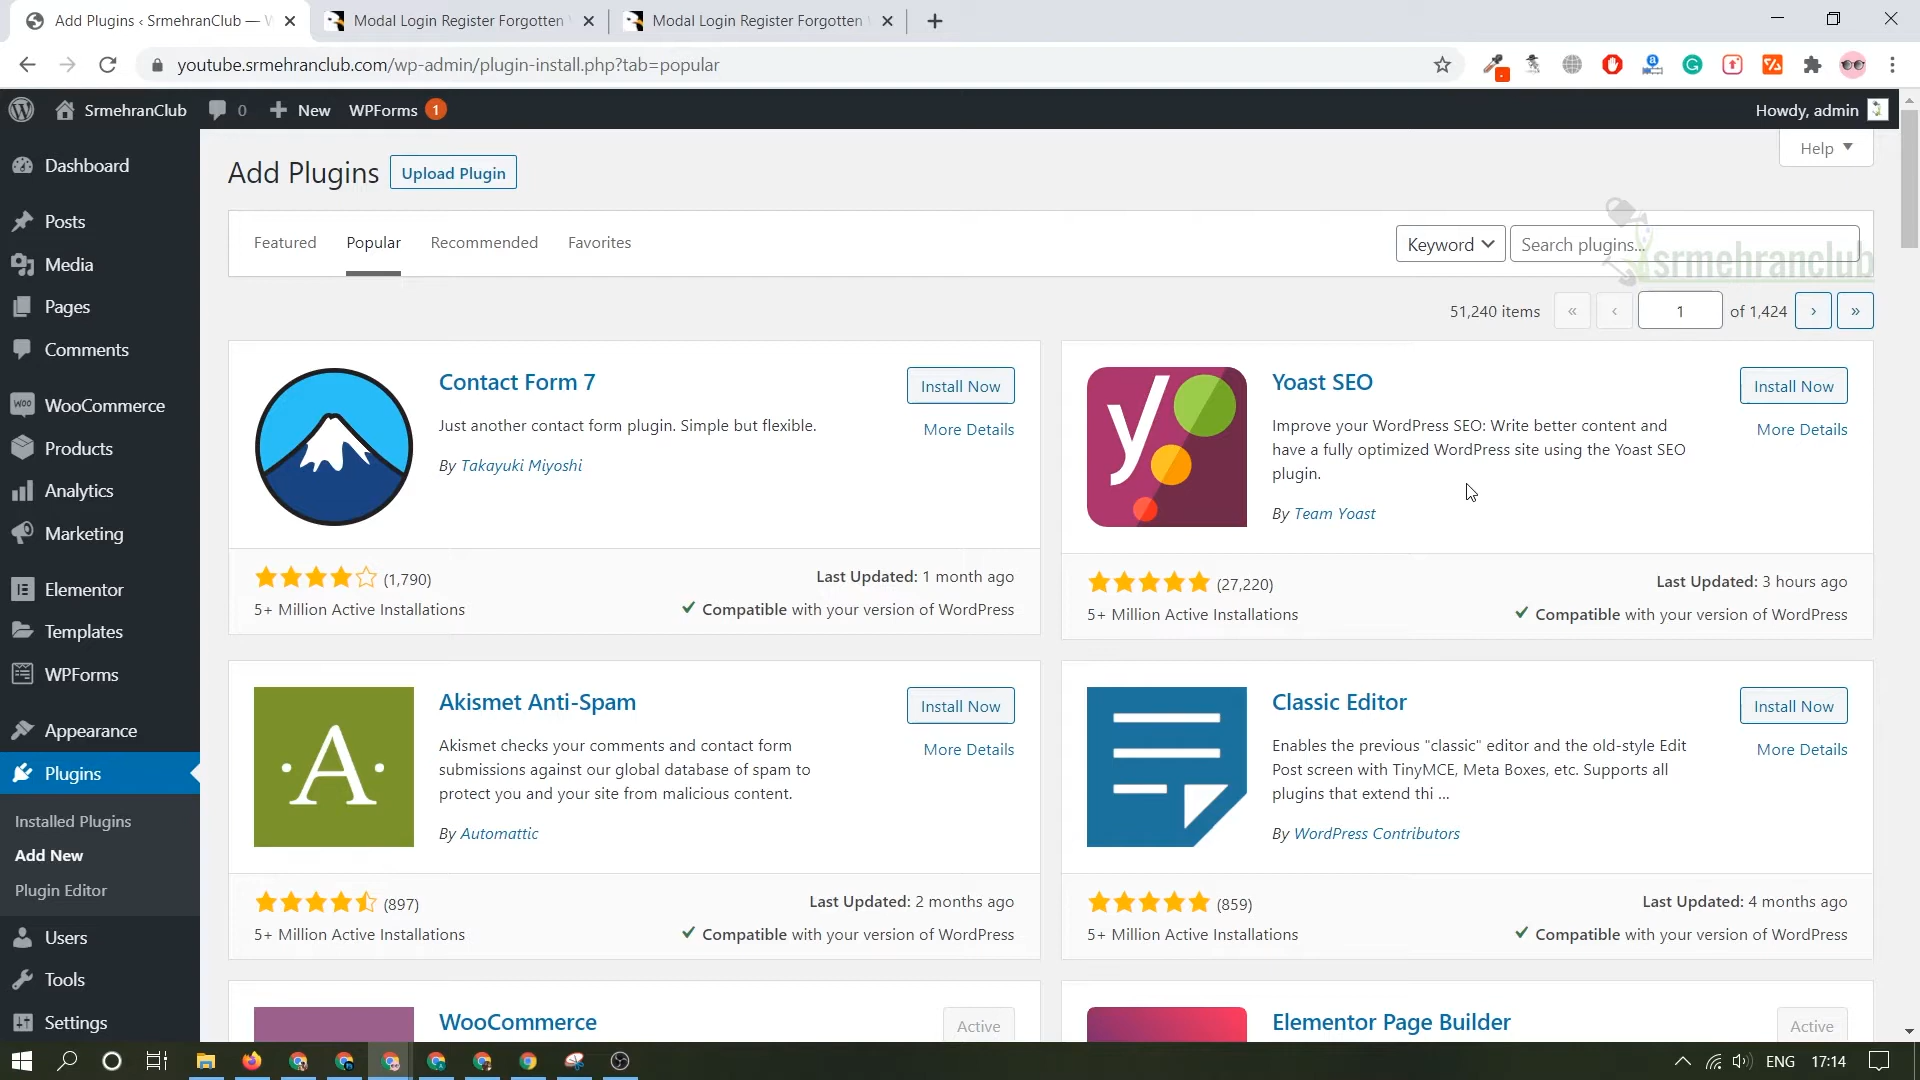 Add Plugins ‹ SrmehranClub — W
Modal Login Register Forgotten
Modal Login Register Forgotten
youtube.srmehranclub.com/wp-admin/plugin-install.php?tab=popular
SrmehranClub
0
New
WPForms
1
Howdy, admin
Dashboard
Posts
Media
Pages
Comments
WooCommerce
Products
Analytics
Marketing
Elementor
Templates
WPForms
Appearance
Plugins
Installed Plugins
Add New
Plugin Editor
Users
Tools
Settings
Help
Add Plugins
Upload Plugin
Featured
Popular
Recommended
Favorites
Keyword
Search plugins...
srmehranclub
51,240 items
«
‹
1
of 1,424
›
»
Contact Form 7
Install Now
More Details
Just another contact form plugin. Simple but flexible.
By Takayuki Miyoshi
(1,790)
Last Updated: 1 month ago
5+ Million Active Installations
Compatible with your version of WordPress
Yoast SEO
Install Now
More Details
Improve your WordPress SEO: Write better content and
have a fully optimized WordPress site using the Yoast SEO
plugin.
By Team Yoast
(27,220)
Last Updated: 3 hours ago
5+ Million Active Installations
Compatible with your version of WordPress
Akismet Anti-Spam
Install Now
More Details
Akismet checks your comments and contact form
submissions against our global database of spam to
protect you and your site from malicious content.
By Automattic
(897)
Last Updated: 2 months ago
5+ Million Active Installations
Compatible with your version of WordPress
Classic Editor
Install Now
More Details
Enables the previous "classic" editor and the old-style Edit
Post screen with TinyMCE, Meta Boxes, etc. Supports all
plugins that extend thi ...
By WordPress Contributors
(859)
Last Updated: 4 months ago
5+ Million Active Installations
Compatible with your version of WordPress
WooCommerce
Active
Elementor Page Builder
Active
ENG
17:14